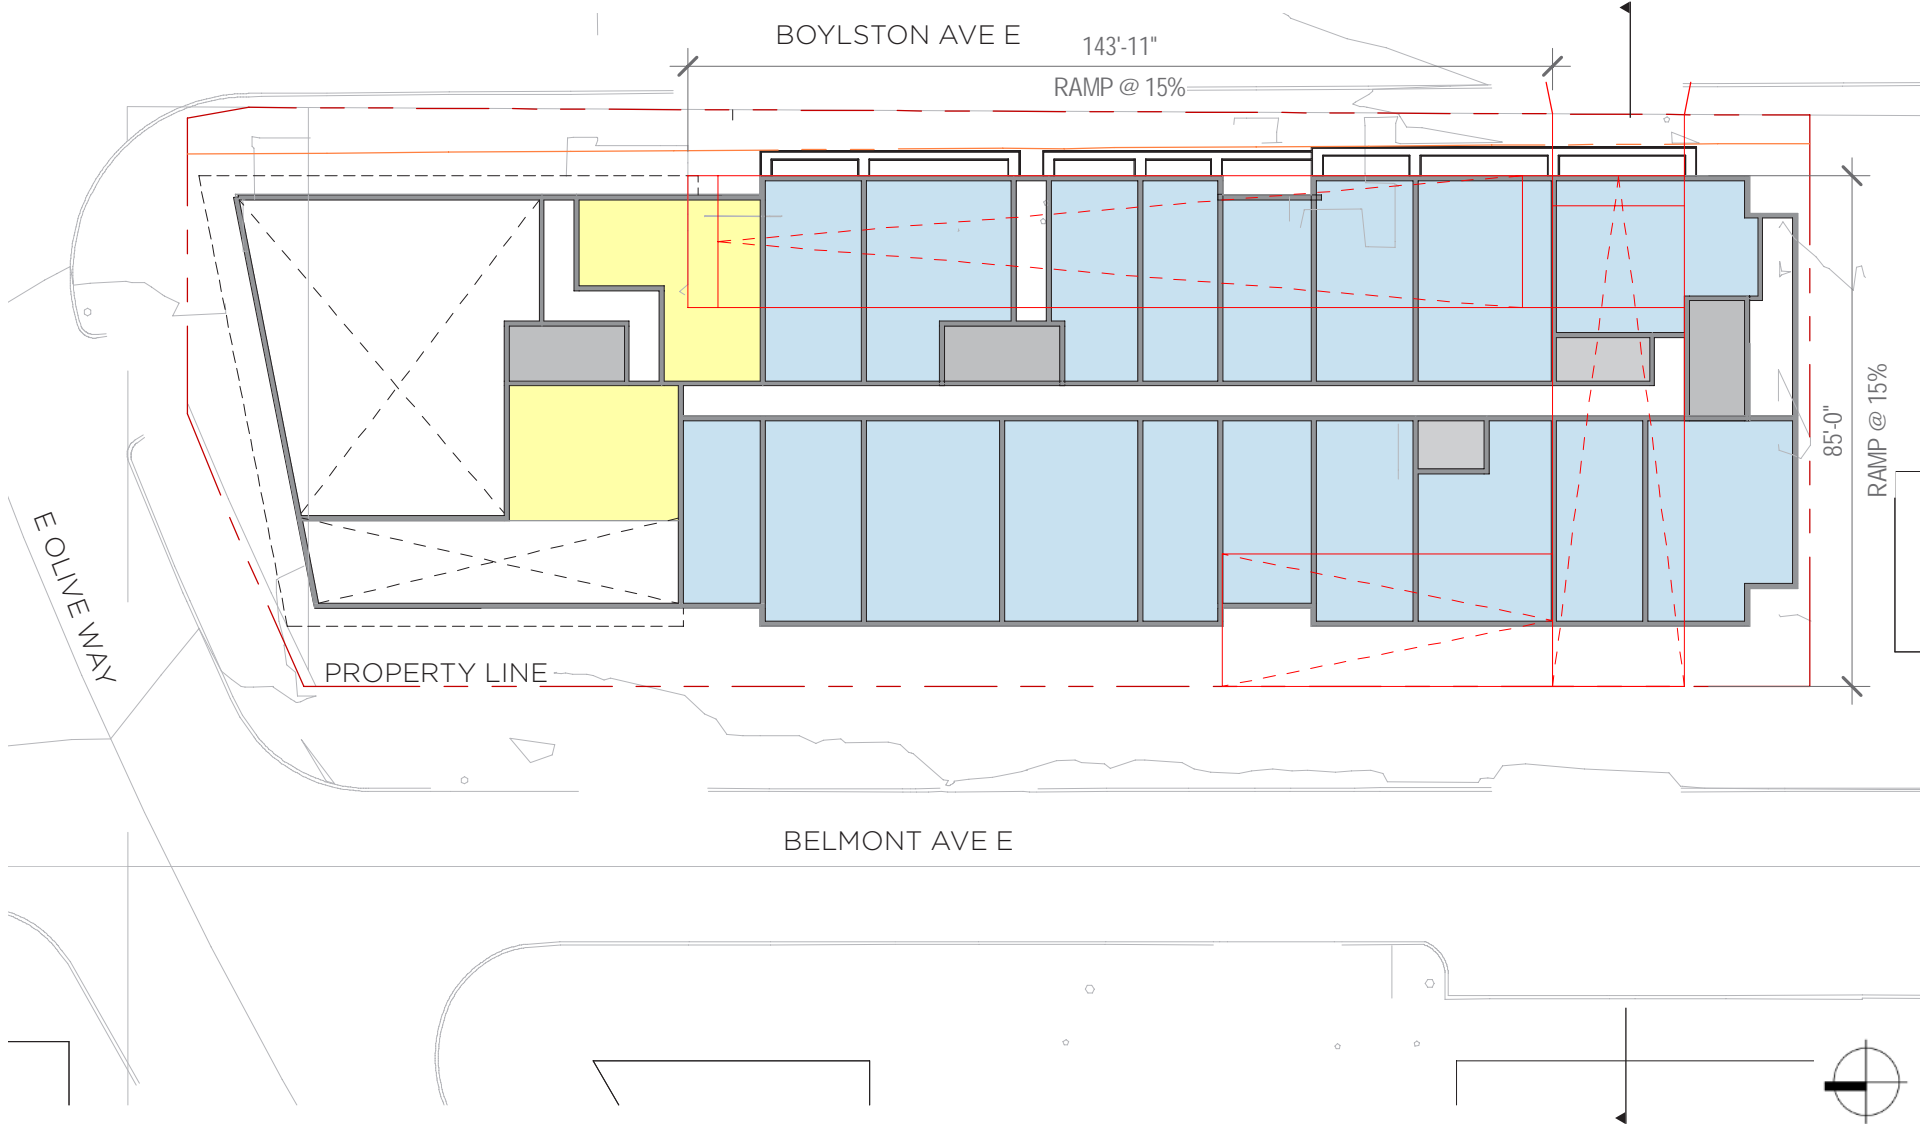 BOYLSTON AVE E
143'-11"
RAMP @ 15%
85'-0"
RAMP @ 15%
E OLIVE WAY
PROPERTY LINE
BELMONT AVE E